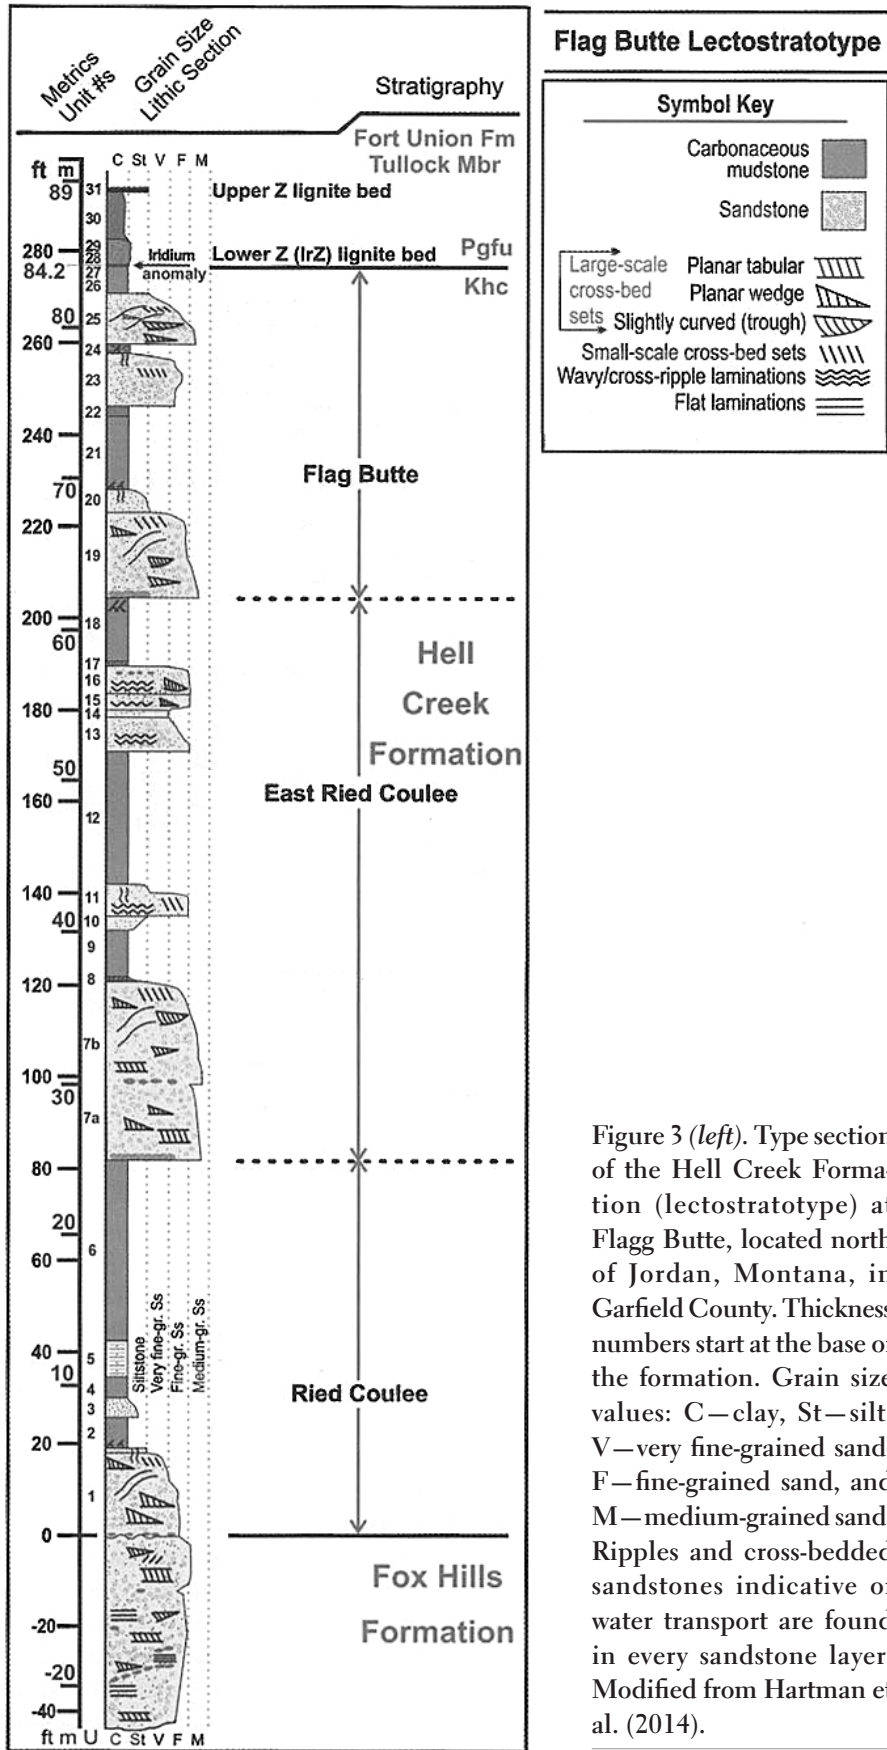 Metrics
Unit #s
Grain Size
Lithic Section
Stratigraphy
Fort Union Fm
Tullock Mbr
C St V F M
ft m
89
31
Upper Z lignite bed
30
29
280
28
Iridium
anomaly
Lower Z (IrZ) lignite bed
Pgfu
84.2
27
Khc
26
80
25
260
24
23
22
240
21
Flag Butte
70
20
220
19
200
18
60
Hell
Creek
Formation
17
16
15
180
14
13
50
East Ried Coulee
160
12
140
11
40
10
9
120
8
7b
100
30
7a
80
20
6
60
Siltstone
Very fine-gr. Ss
Fine-gr. Ss
Medium-gr. Ss
40
5
10
4
Ried Coulee
3
2
20
1
0
Fox Hills
Formation
-20
-20
-40
ft m U C St V F M
Flag Butte Lectostratotype
Symbol Key
Carbonaceous
mudstone
Sandstone
Large-scale
cross-bed
sets
Planar tabular
Planar wedge
Slightly curved (trough)
Small-scale cross-bed sets
Wavy/cross-ripple laminations
Flat laminations
Figure 3 (left). Type section
of the Hell Creek Forma-
tion (lectostratotype) at
Flagg Butte, located north
of Jordan, Montana, in
Garfield County. Thickness
numbers start at the base of
the formation. Grain size
values: C—clay, St—silt,
V—very fine-grained sand,
F—fine-grained sand, and
M—medium-grained sand.
Ripples and cross-bedded
sandstones indicative of
water transport are found
in every sandstone layer.
Modified from Hartman et
al. (2014).